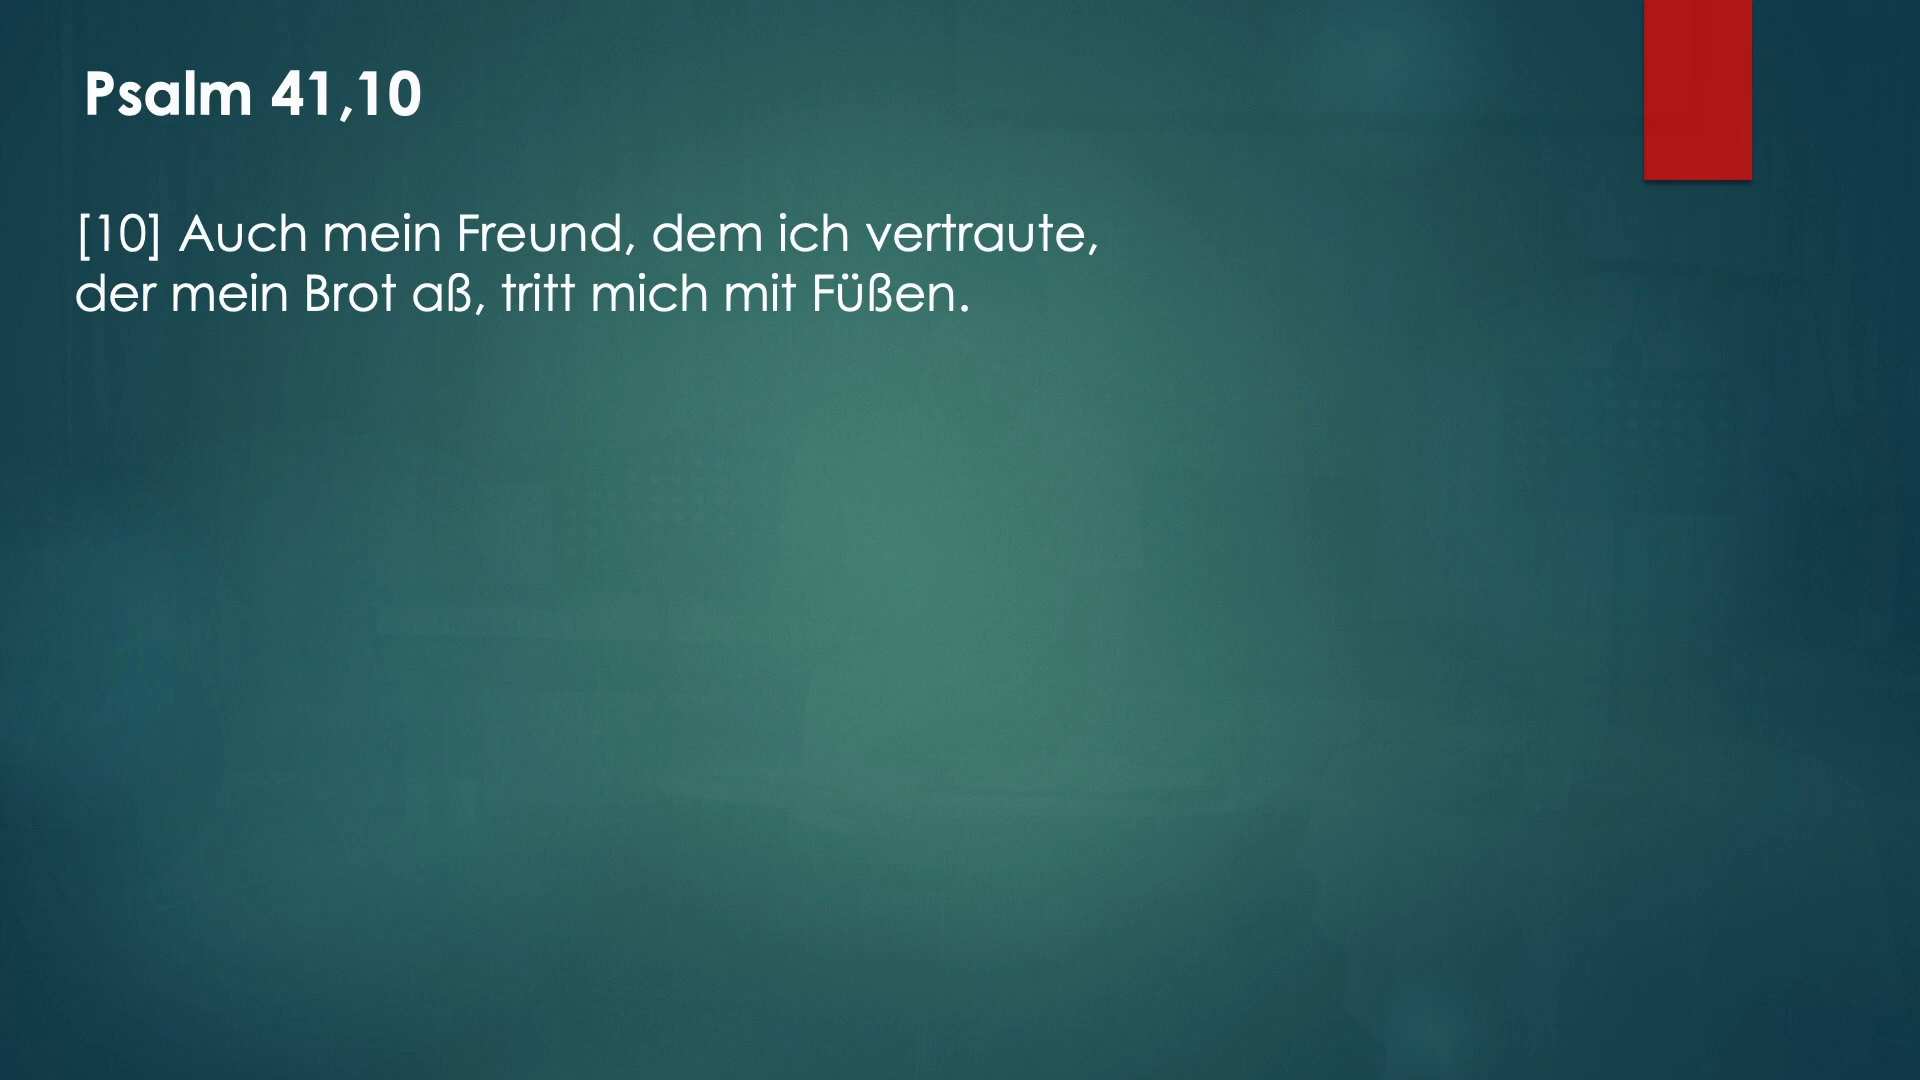 Psalm 41,10
[10] Auch mein Freund, dem ich vertraute,
der mein Brot aß, tritt mich mit Füßen.